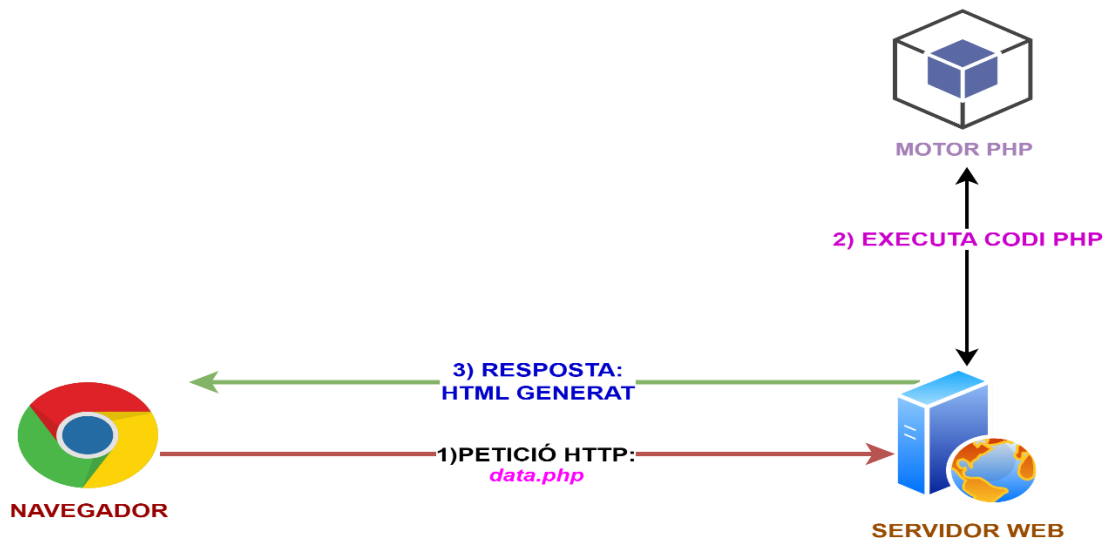 MOTOR PHP
2) EXECUTA CODI PHP
3) RESPOSTA:
HTML GENERAT
1)PETICIÓ HTTP:
data.php
NAVEGADOR
SERVIDOR WEB